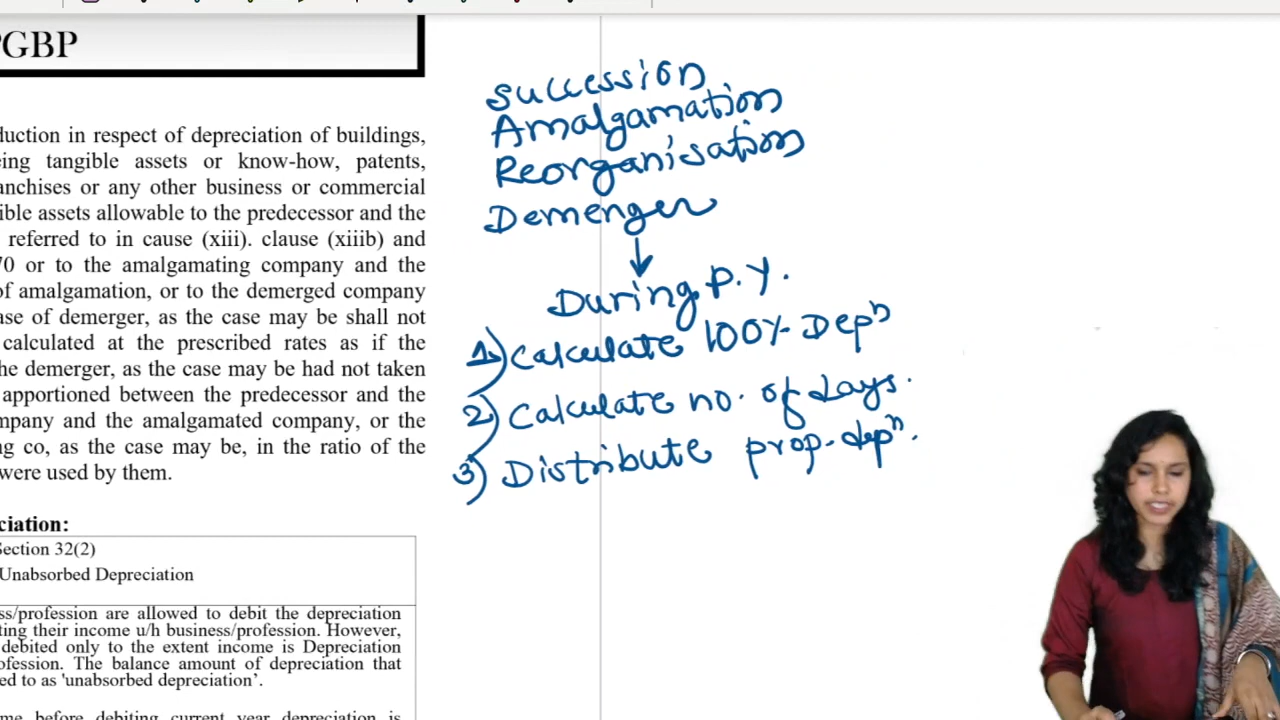 PGBP
duction in respect of depreciation of buildings,
eing tangible assets or know-how, patents,
anchises or any other business or commercial
ible assets allowable to the predecessor and the
referred to in cause (xiii). clause (xiiib) and
70 or to the amalgamating company and the
of amalgamation, or to the demerged company
ase of demerger, as the case may be shall not
calculated at the prescribed rates as if the
he demerger, as the case may be had not taken
apportioned between the predecessor and the
mpany and the amalgamated company, or the
ng co, as the case may be, in the ratio of the
were used by them.
ciation:
Section 32(2)
Unabsorbed Depreciation
ss/profession are allowed to debit the depreciation
ting their income u/h business/profession. However,
debited only to the extent income is Depreciation
ofession. The balance amount of depreciation that
ed to as 'unabsorbed depreciation’.
me before debiting current year depreciation is
Succession
Amalgamation
Reorganisation
Demerger
During P.Y.
1) Calculate 100% Depⁿ
2) Calculate no. of days.
3) Distribute prop. depⁿ.